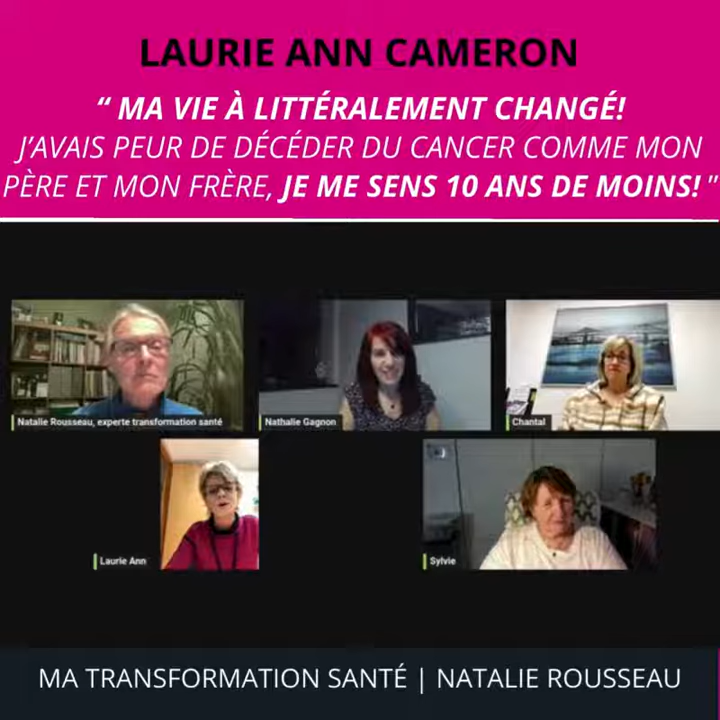 LAURIE ANN CAMERON
“ MA VIE À LITTÉRALEMENT CHANGÉ!
J’AVAIS PEUR DE DÉCÉDER DU CANCER COMME MON
PÈRE ET MON FRÈRE, JE ME SENS 10 ANS DE MOINS! "
Natalie Rousseau, experte transformation santé
Nathalie Gagnon
Chantal
Laurie Ann
Sylvie
MA TRANSFORMATION SANTÉ | NATALIE ROUSSEAU